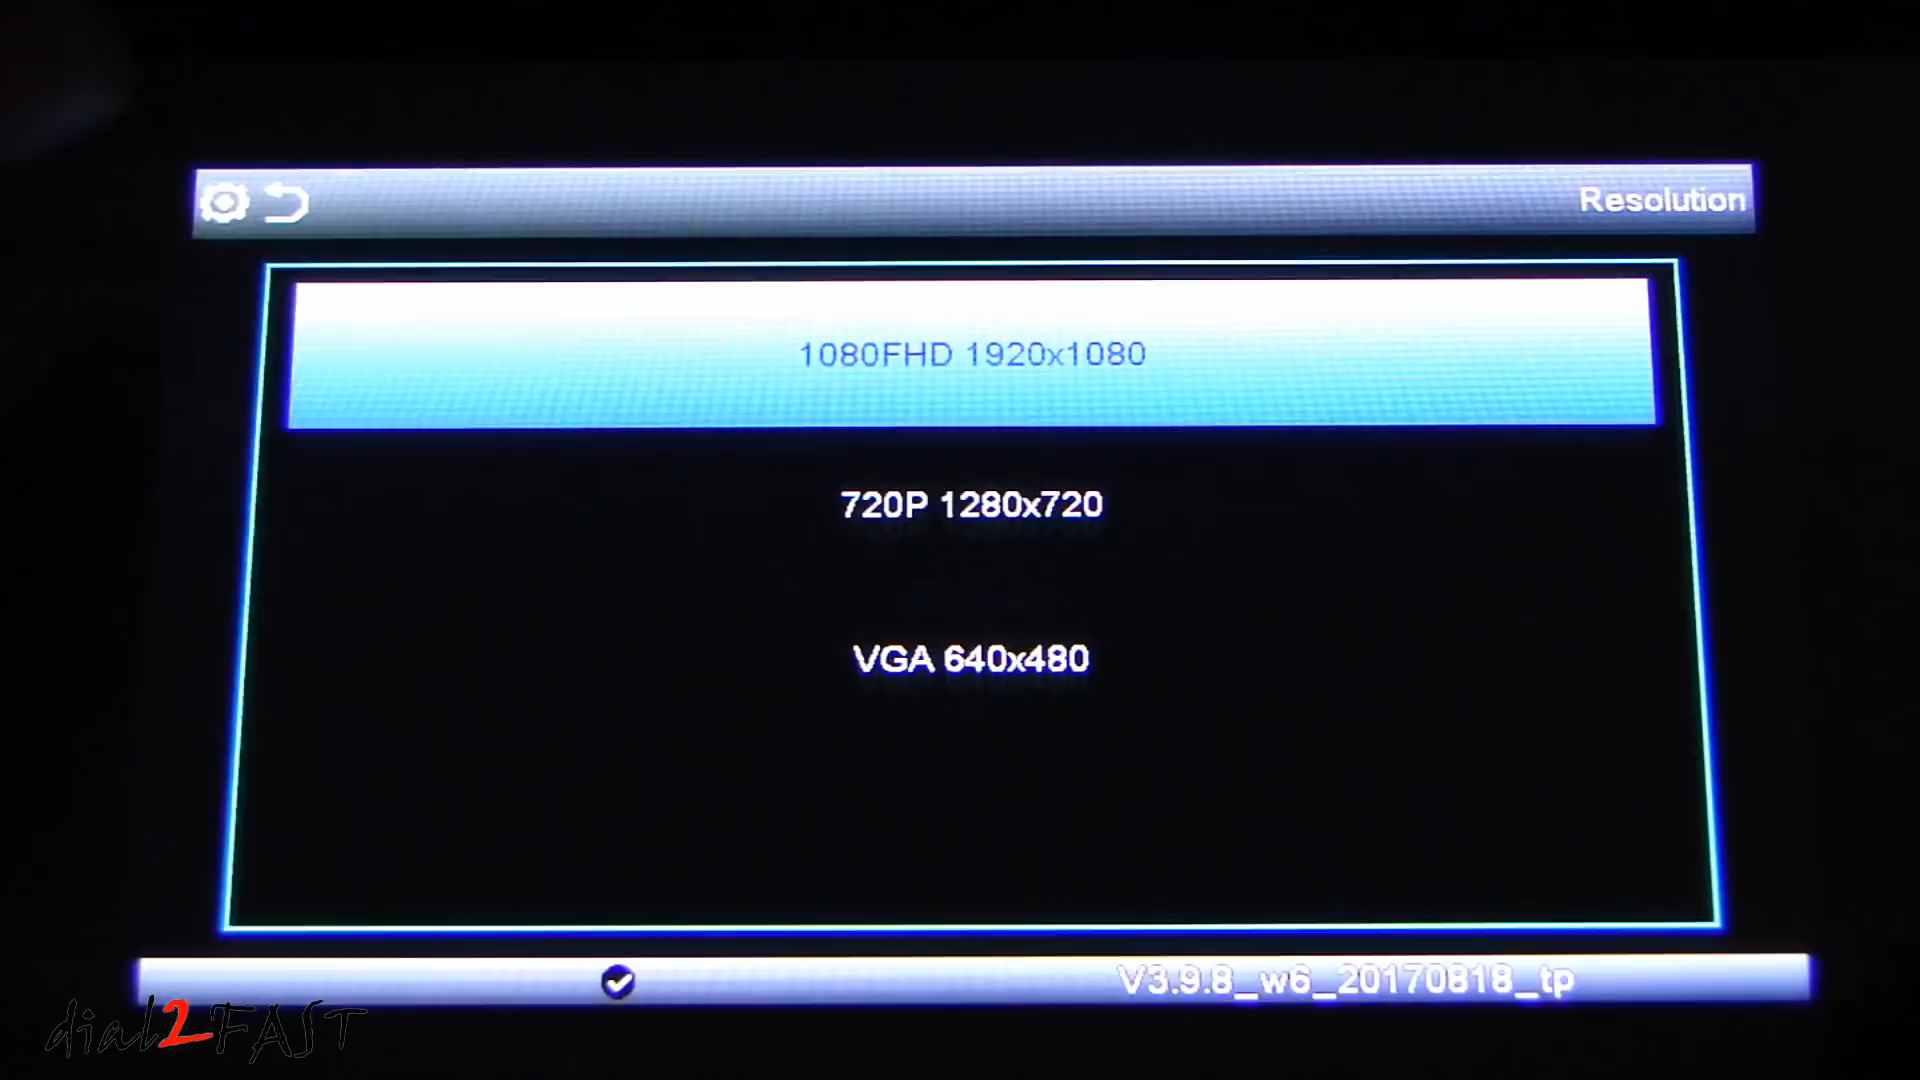 Resolution
1080FHD 1920x1080
720P 1280x720
VGA 640x480
V3.9.8_w6_20170818_tp
dial2FAST